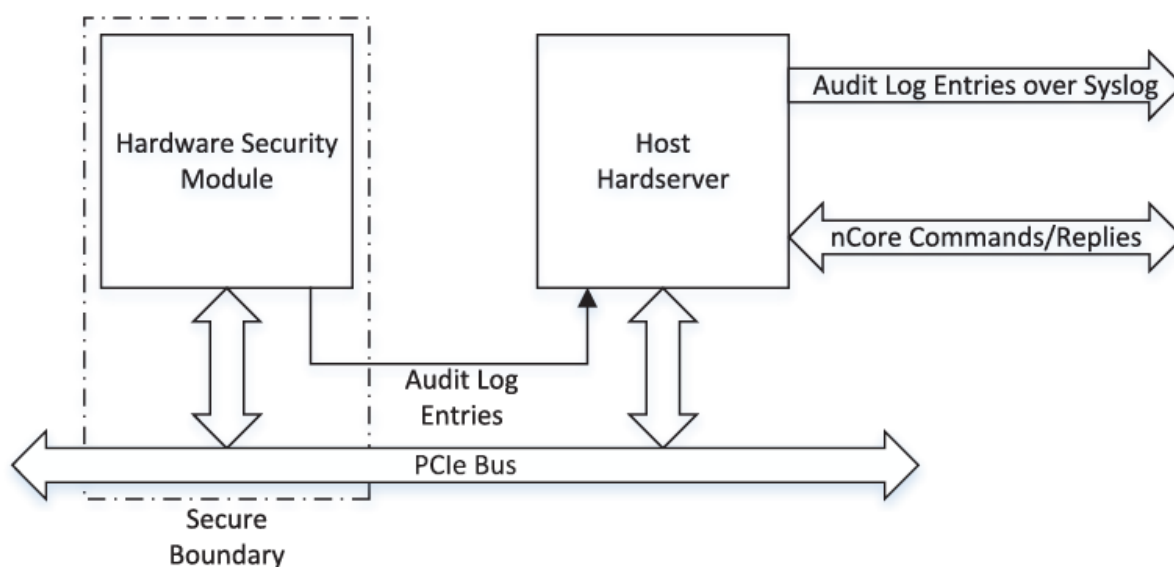 Hardware Security
Module
Host
Hardserver
Audit Log Entries over Syslog
nCore Commands/Replies
Audit Log
Entries
PCIe Bus
Secure
Boundary